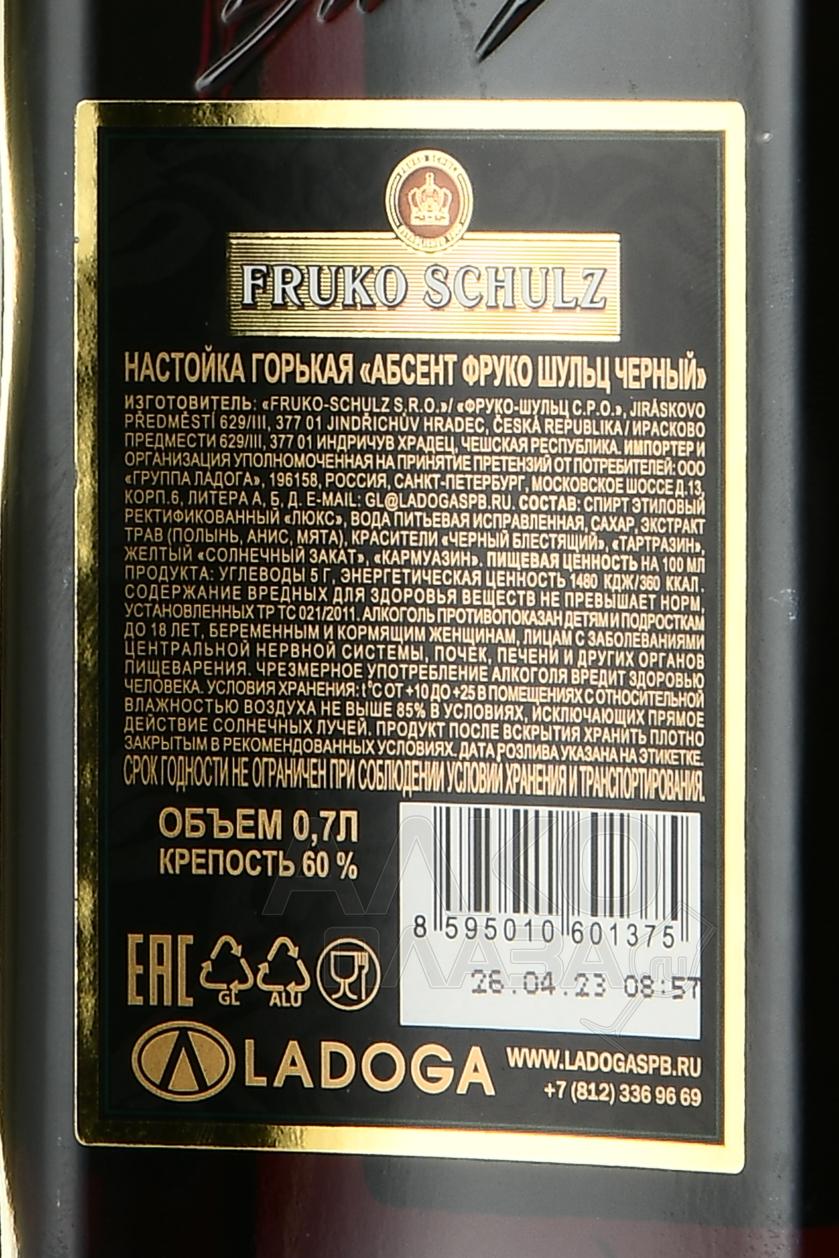 FRUKO SCHULZ
FRUKO SCHULZ
НАСТОЙКА ГОРЬКАЯ «АБСЕНТ ФРУКО ШУЛЬЦ ЧЕРНЫЙ»
ИЗГОТОВИТЕЛЬ: «FRUKO-SCHULZ S.R.O.»/ «ФРУКО-ШУЛЬЦ С.Р.О.», JIRÁSKOVO
PŘEDMĚSTÍ 629/III, 377 01 JINDŘICHŮV HRADEC, ČESKÁ REPUBLIKA / ИРАСКОВО
ПРЕДМЕСТИ 629/III, 377 01 ИНДРИЧУВ ХРАДЕЦ, ЧЕШСКАЯ РЕСПУБЛИКА. ИМПОРТЕР И
ОРГАНИЗАЦИЯ УПОЛНОМОЧЕННАЯ НА ПРИНЯТИЕ ПРЕТЕНЗИЙ ОТ ПОТРЕБИТЕЛЕЙ: ООО
«ГРУППА ЛАДОГА», 196158, РОССИЯ, САНКТ-ПЕТЕРБУРГ, МОСКОВСКОЕ ШОССЕ Д.13,
КОРП.6, ЛИТЕРА А, Б, Д. E-MAIL: GL@LADOGASPB.RU. СОСТАВ: СПИРТ ЭТИЛОВЫЙ
РЕКТИФИКОВАННЫЙ «ЛЮКС», ВОДА ПИТЬЕВАЯ ИСПРАВЛЕННАЯ, САХАР, ЭКСТРАКТ
ТРАВ (ПОЛЫНЬ, АНИС, МЯТА), КРАСИТЕЛИ «ЧЕРНЫЙ БЛЕСТЯЩИЙ», «ТАРТРАЗИН»,
ЖЕЛТЫЙ «СОЛНЕЧНЫЙ ЗАКАТ», «КАРМУАЗИН». ПИЩЕВАЯ ЦЕННОСТЬ НА 100 МЛ
ПРОДУКТА: УГЛЕВОДЫ 5 Г, ЭНЕРГЕТИЧЕСКАЯ ЦЕННОСТЬ 1480 КДЖ/360 ККАЛ.
СОДЕРЖАНИЕ ВРЕДНЫХ ДЛЯ ЗДОРОВЬЯ ВЕЩЕСТВ НЕ ПРЕВЫШАЕТ НОРМ,
УСТАНОВЛЕННЫХ ТР ТС 021/2011. АЛКОГОЛЬ ПРОТИВОПОКАЗАН ДЕТЯМ И ПОДРОСТКАМ
ДО 18 ЛЕТ, БЕРЕМЕННЫМ И КОРМЯЩИМ ЖЕНЩИНАМ, ЛИЦАМ С ЗАБОЛЕВАНИЯМИ
ЦЕНТРАЛЬНОЙ НЕРВНОЙ СИСТЕМЫ, ПОЧЕК, ПЕЧЕНИ И ДРУГИХ ОРГАНОВ
ПИЩЕВАРЕНИЯ. ЧРЕЗМЕРНОЕ УПОТРЕБЛЕНИЕ АЛКОГОЛЯ ВРЕДИТ ЗДОРОВЬЮ
ЧЕЛОВЕКА. УСЛОВИЯ ХРАНЕНИЯ: t °C ОТ +10 ДО +25 В ПОМЕЩЕНИЯХ С ОТНОСИТЕЛЬНОЙ
ВЛАЖНОСТЬЮ ВОЗДУХА НЕ ВЫШЕ 85% В УСЛОВИЯХ, ИСКЛЮЧАЮЩИХ ПРЯМОЕ
ДЕЙСТВИЕ СОЛНЕЧНЫХ ЛУЧЕЙ. ПРОДУКТ ПОСЛЕ ВСКРЫТИЯ ХРАНИТЬ ПЛОТНО
ЗАКРЫТЫМ В РЕКОМЕНДОВАННЫХ УСЛОВИЯХ. ДАТА РОЗЛИВА УКАЗАНА НА ЭТИКЕТКЕ.
СРОК ГОДНОСТИ НЕ ОГРАНИЧЕН ПРИ СОБЛЮДЕНИИ УСЛОВИЙ ХРАНЕНИЯ И ТРАНСПОРТИРОВАНИЯ.
ОБЪЕМ 0,7Л
КРЕПОСТЬ 60 %
8 595010 601375
26.04.23 08:57
EAC GL ALU
LADOGA
WWW.LADOGASPB.RU
+7 (812) 336 96 69
АЛКО
ЛАЗА.ru